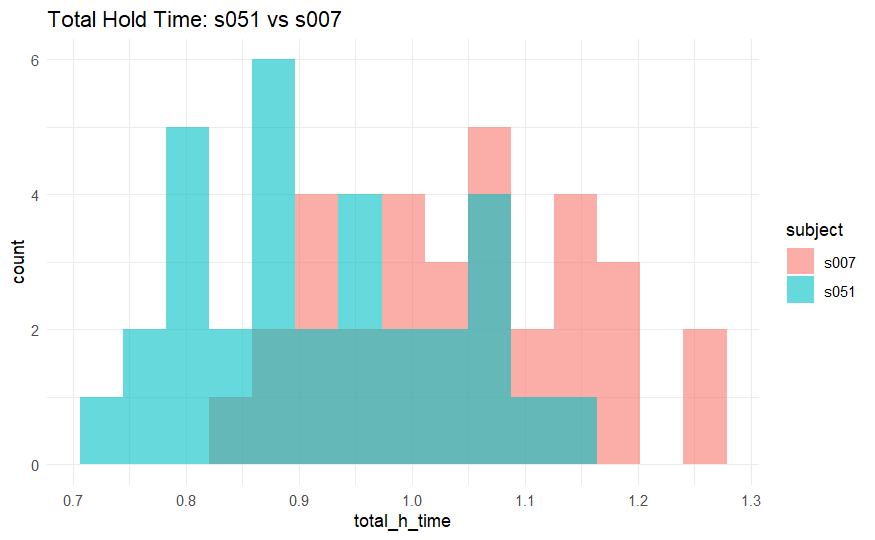 Total Hold Time: s051 vs s007
6
4
2
0
count
0.7 0.8 0.9 1.0 1.1 1.2 1.3
total_h_time
subject
s007
s051